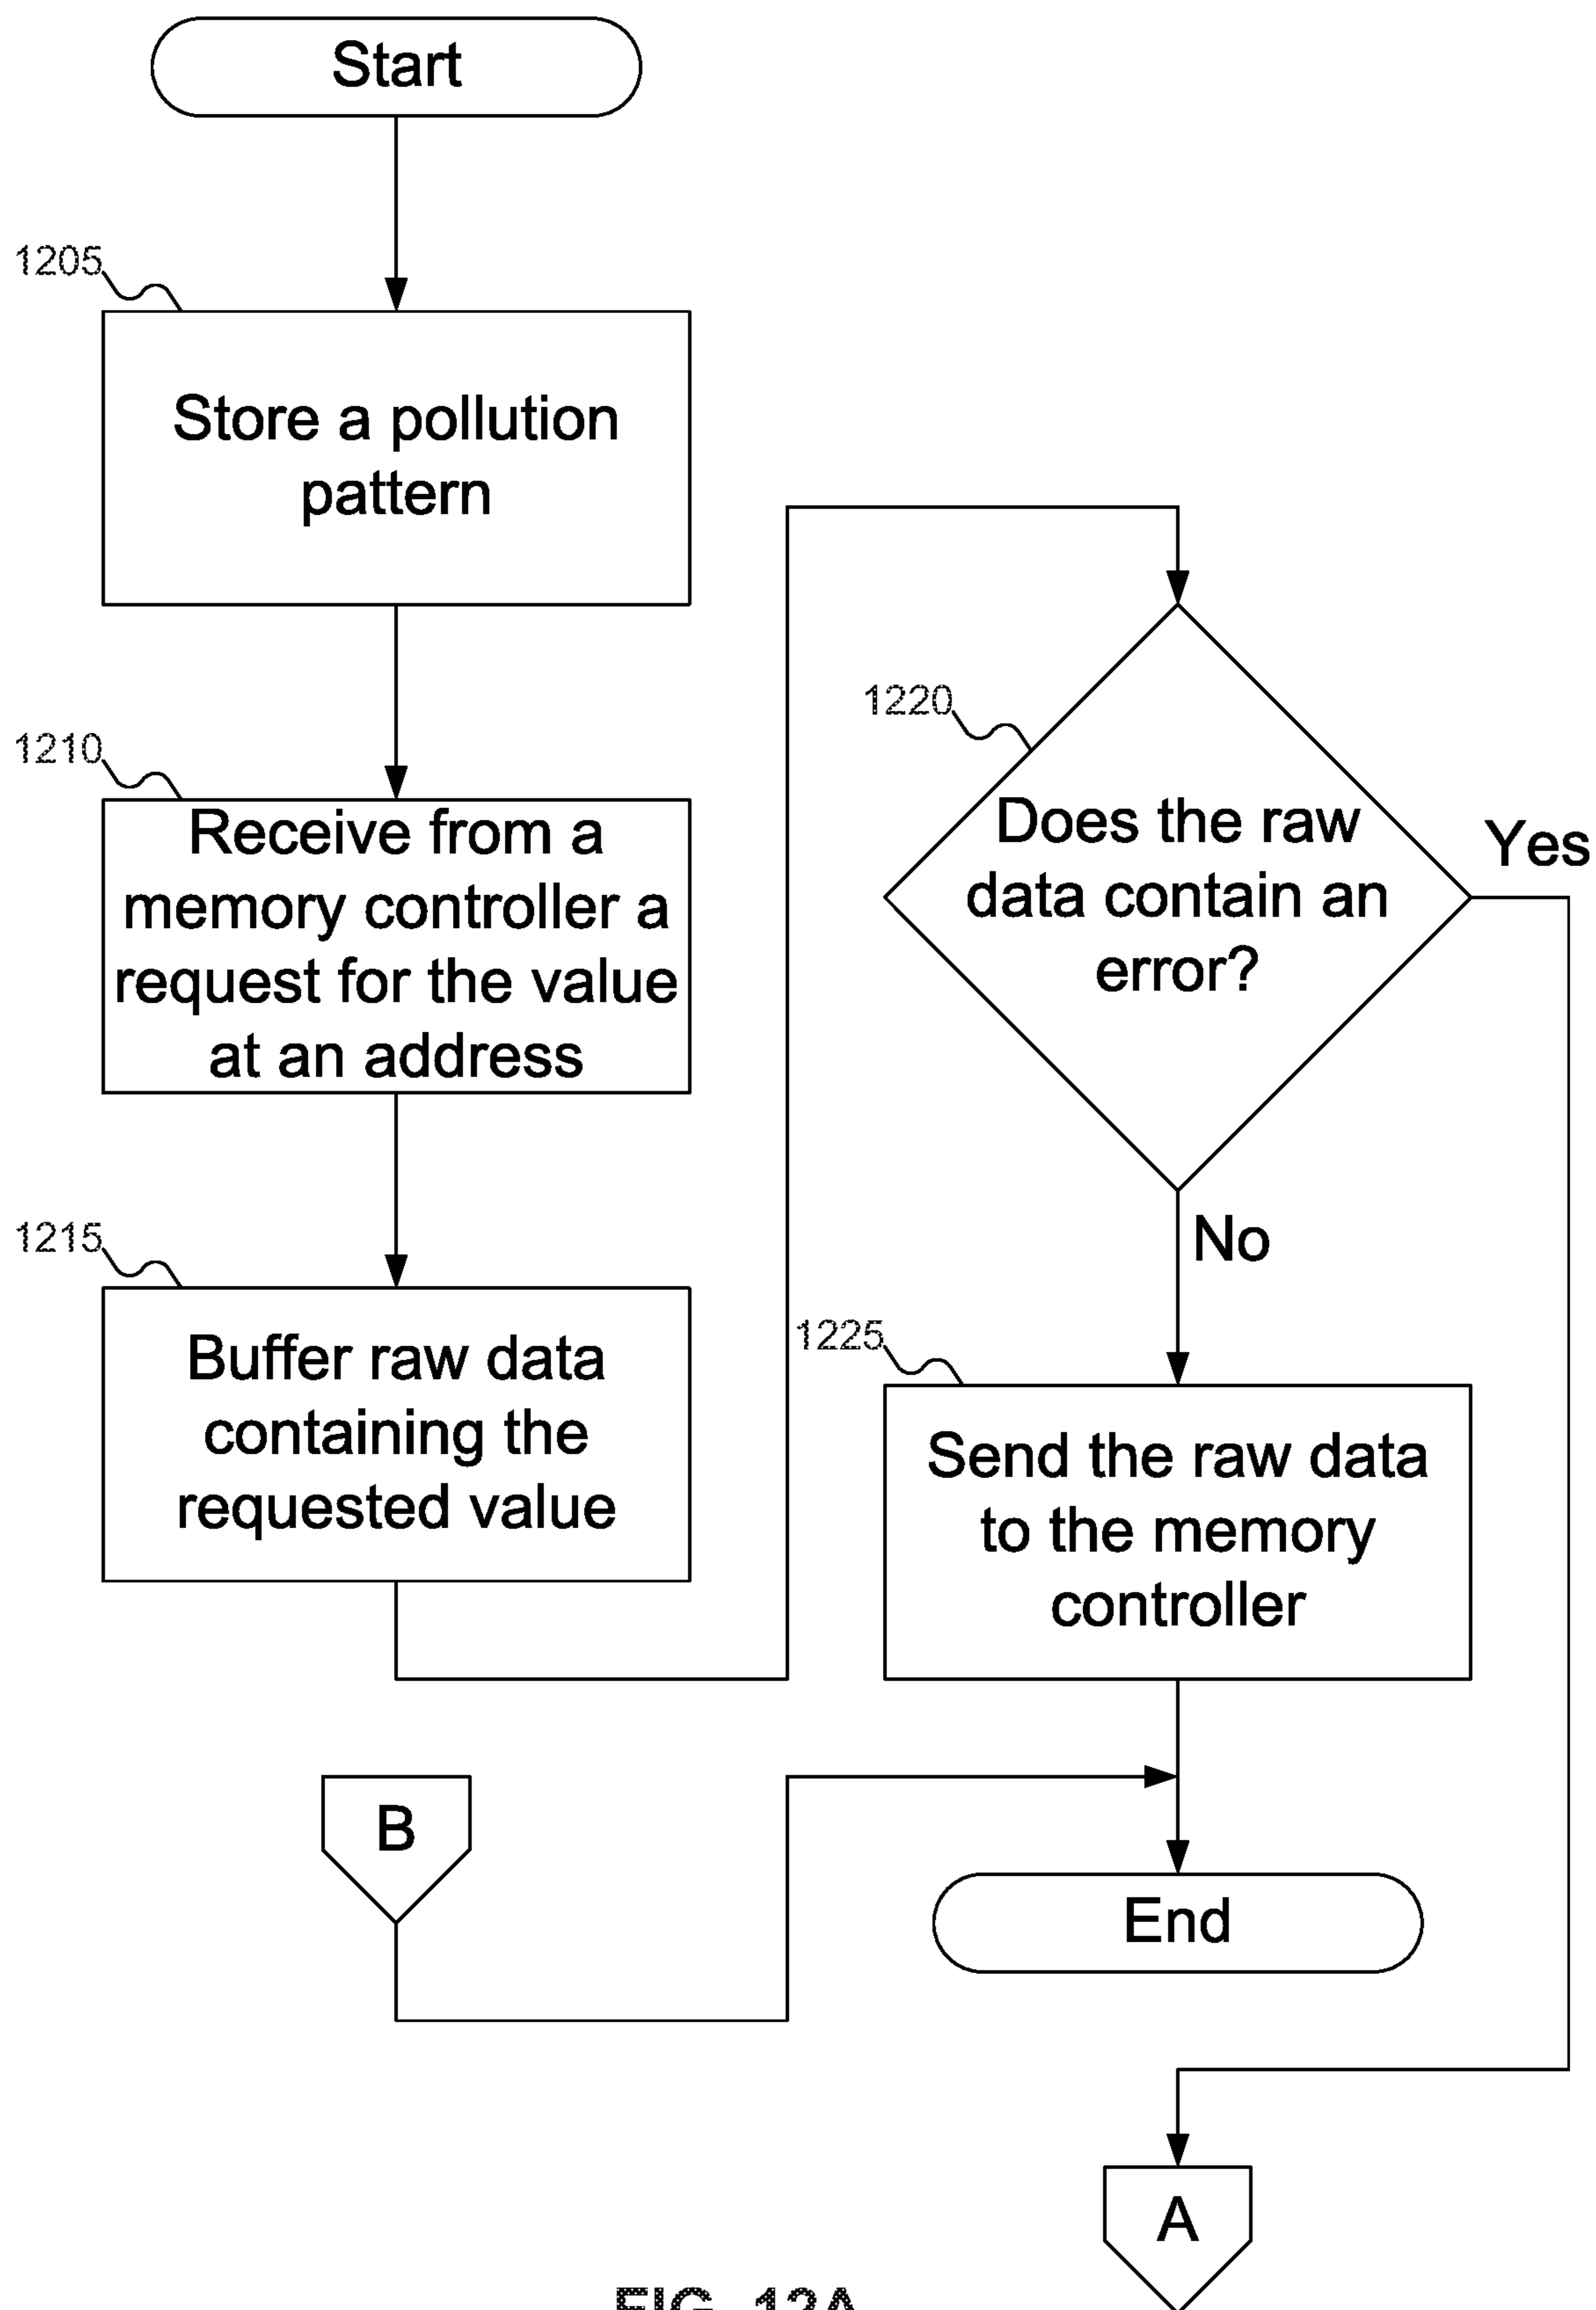 Start
1205
Store a pollution
pattern
1210
Receive from a
memory controller a
request for the value
at an address
1215
Buffer raw data
containing the
requested value
1220
Does the raw
data contain an
error?
Yes
No
1225
Send the raw data
to the memory
controller
B
End
A
FIG. 12A